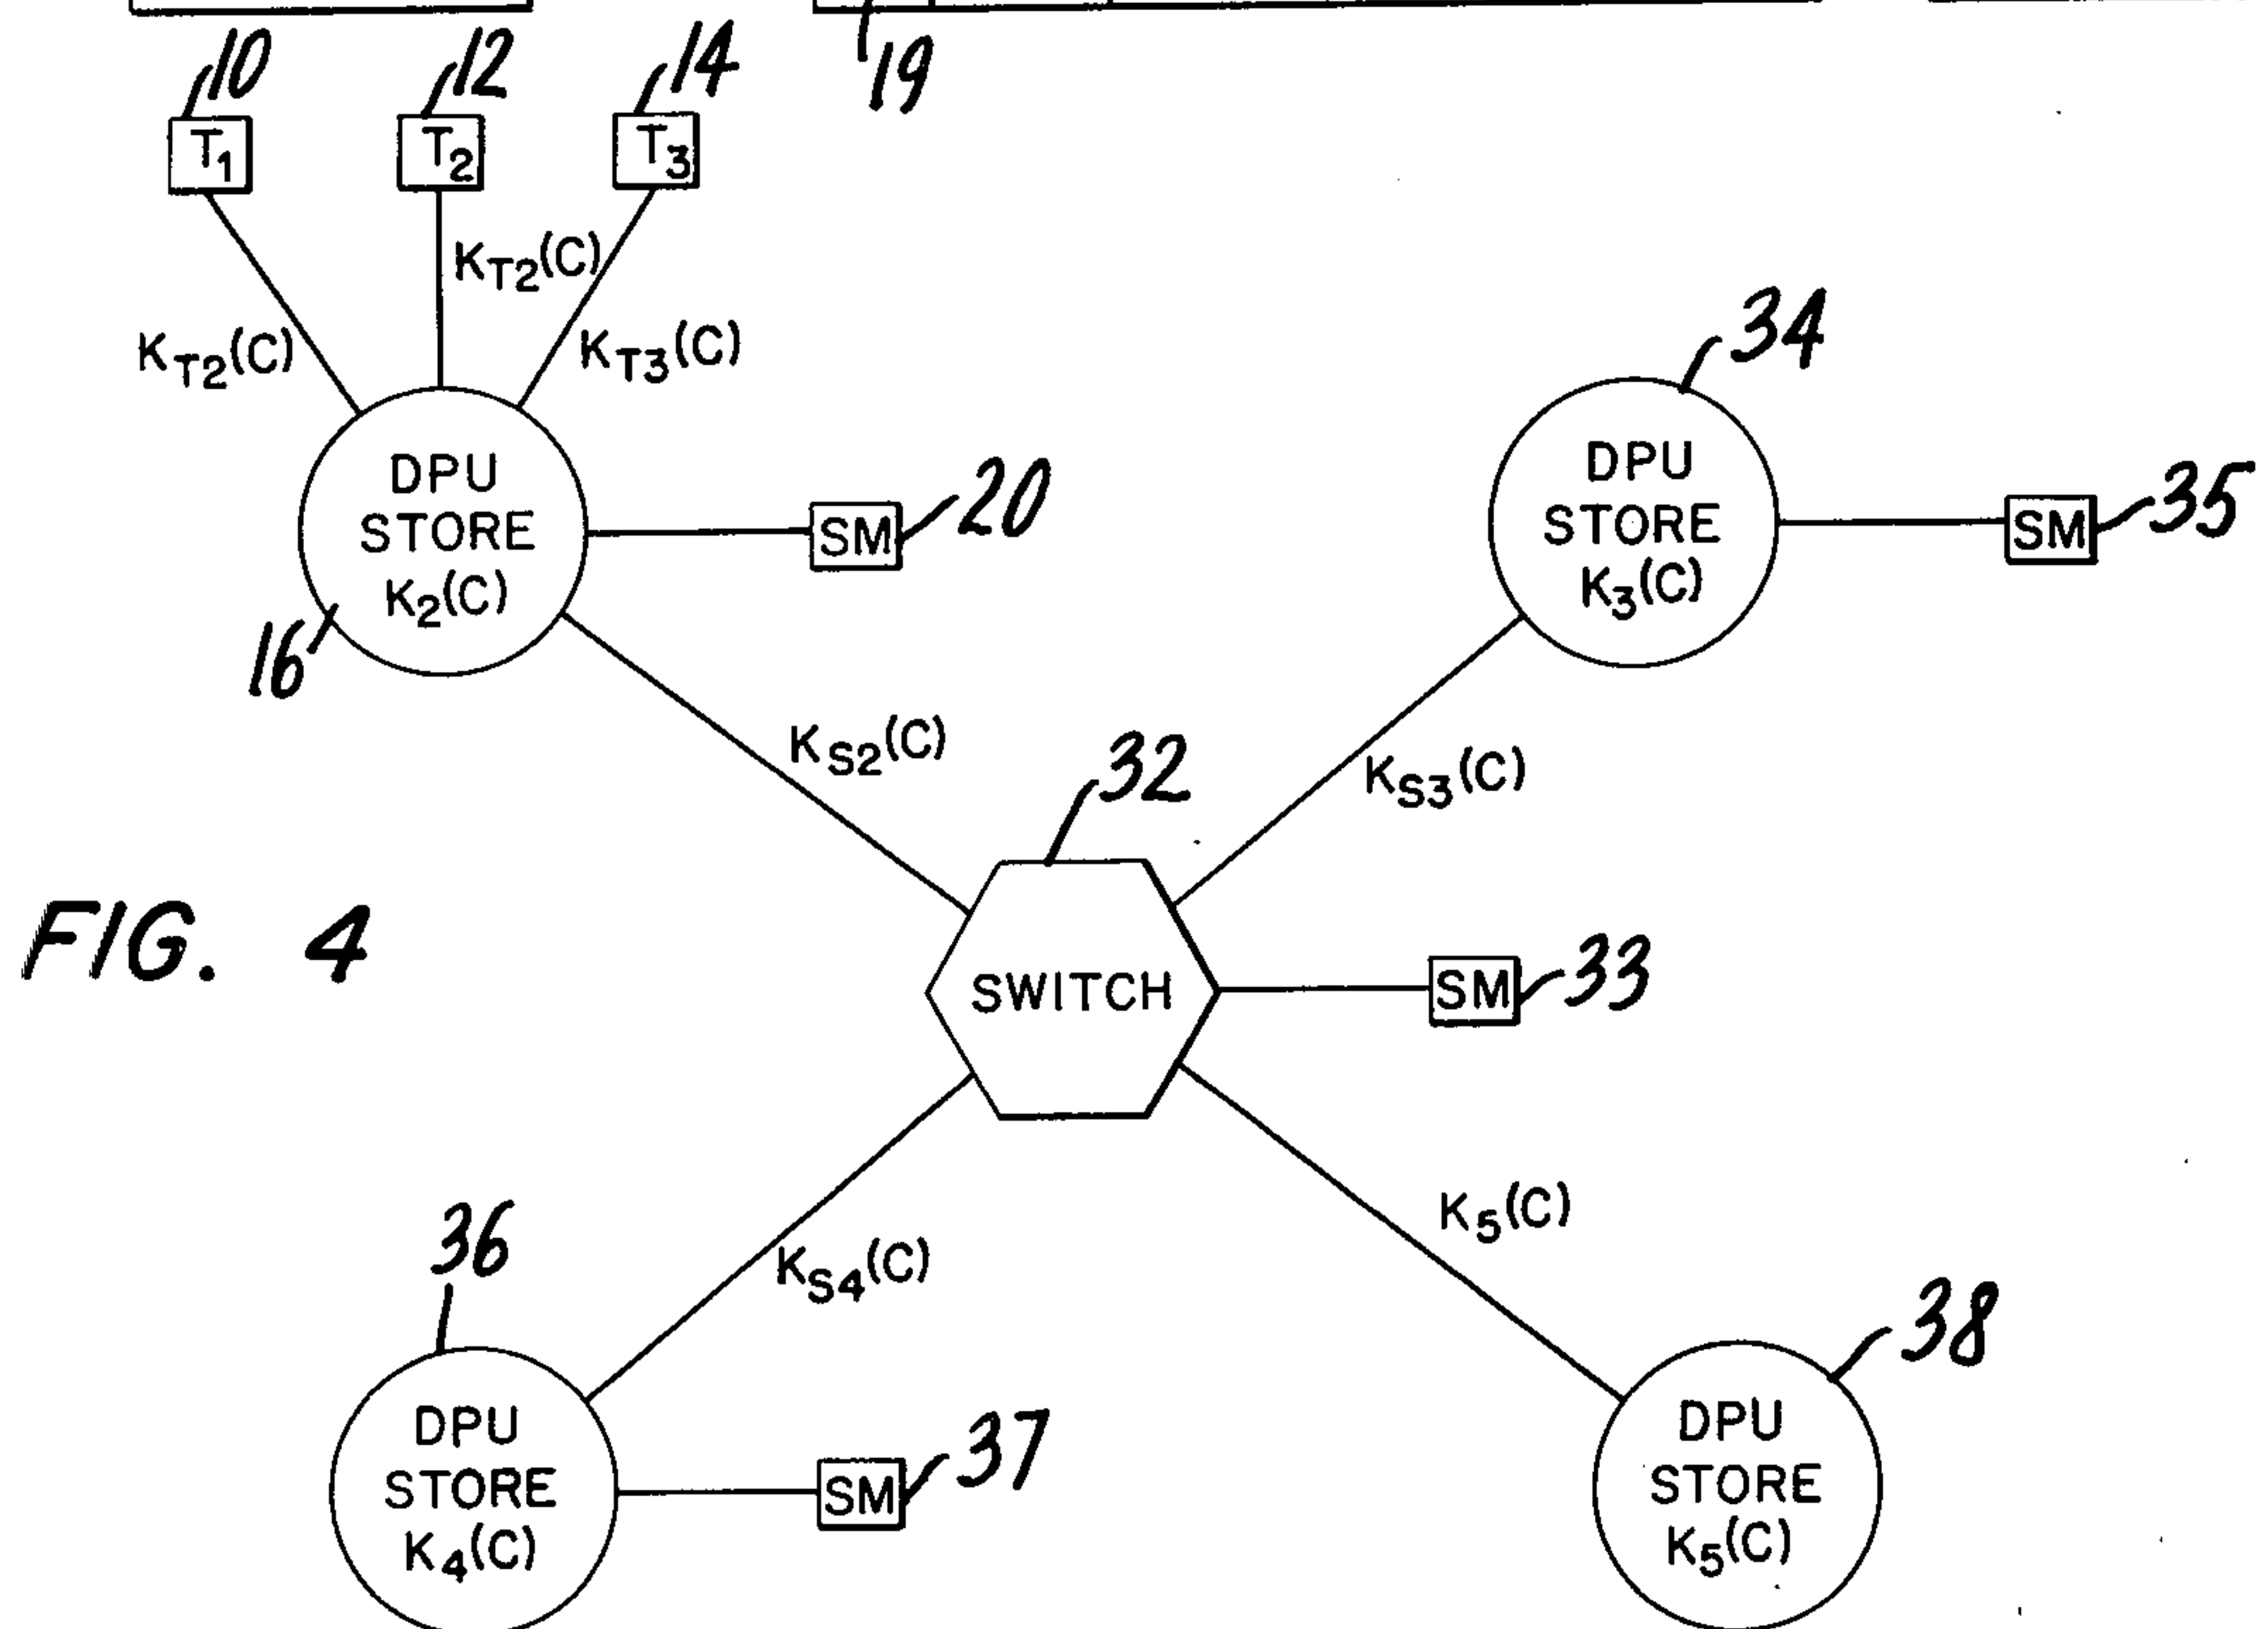 19
10
12
14
T1
T2
T3
KT2(C)
KT2(C)
KT3(C)
DPU
STORE
K2(C)
16
SM
20
34
DPU
STORE
K3(C)
SM
35
KS2(C)
KS3(C)
32
FIG. 4
SWITCH
SM
33
KS4(C)
K5(C)
36
DPU
STORE
K4(C)
SM
37
38
DPU
STORE
K5(C)